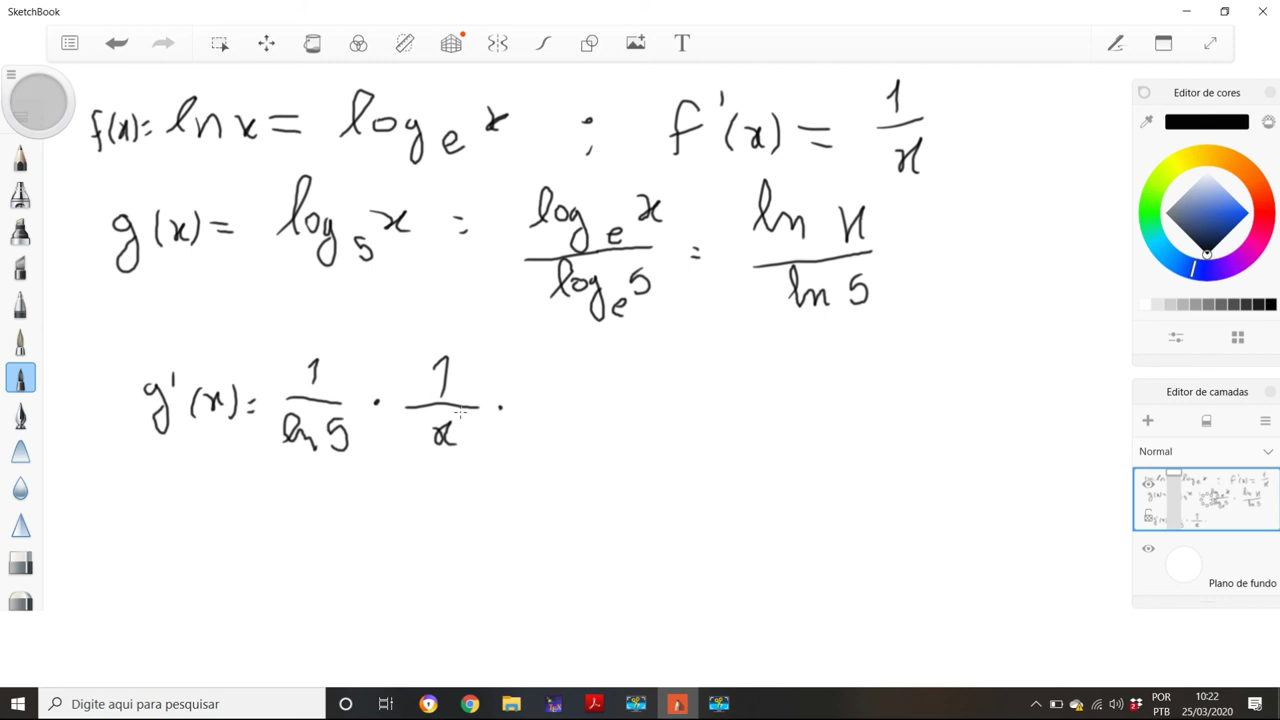 SketchBook
f(x): ln x = log_e x ; f'(x) = 1/x
Editor de cores
g(x) = log_5 x = log_e x / log_e 5 = ln x / ln 5
g'(x) = 1/ln 5 · 1/x ·
Editor de camadas
Normal
Plano de fundo
Digite aqui para pesquisar
POR
PTB
10:22
25/03/2020